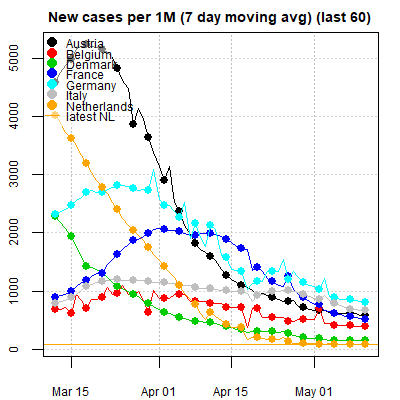 New cases per 1M (7 day moving avg) (last 60)
Austria
Belgium
Denmark
France
Germany
Italy
Netherlands
latest NL
5000
4000
3000
2000
1000
0
Mar 15 Apr 01 Apr 15 May 01